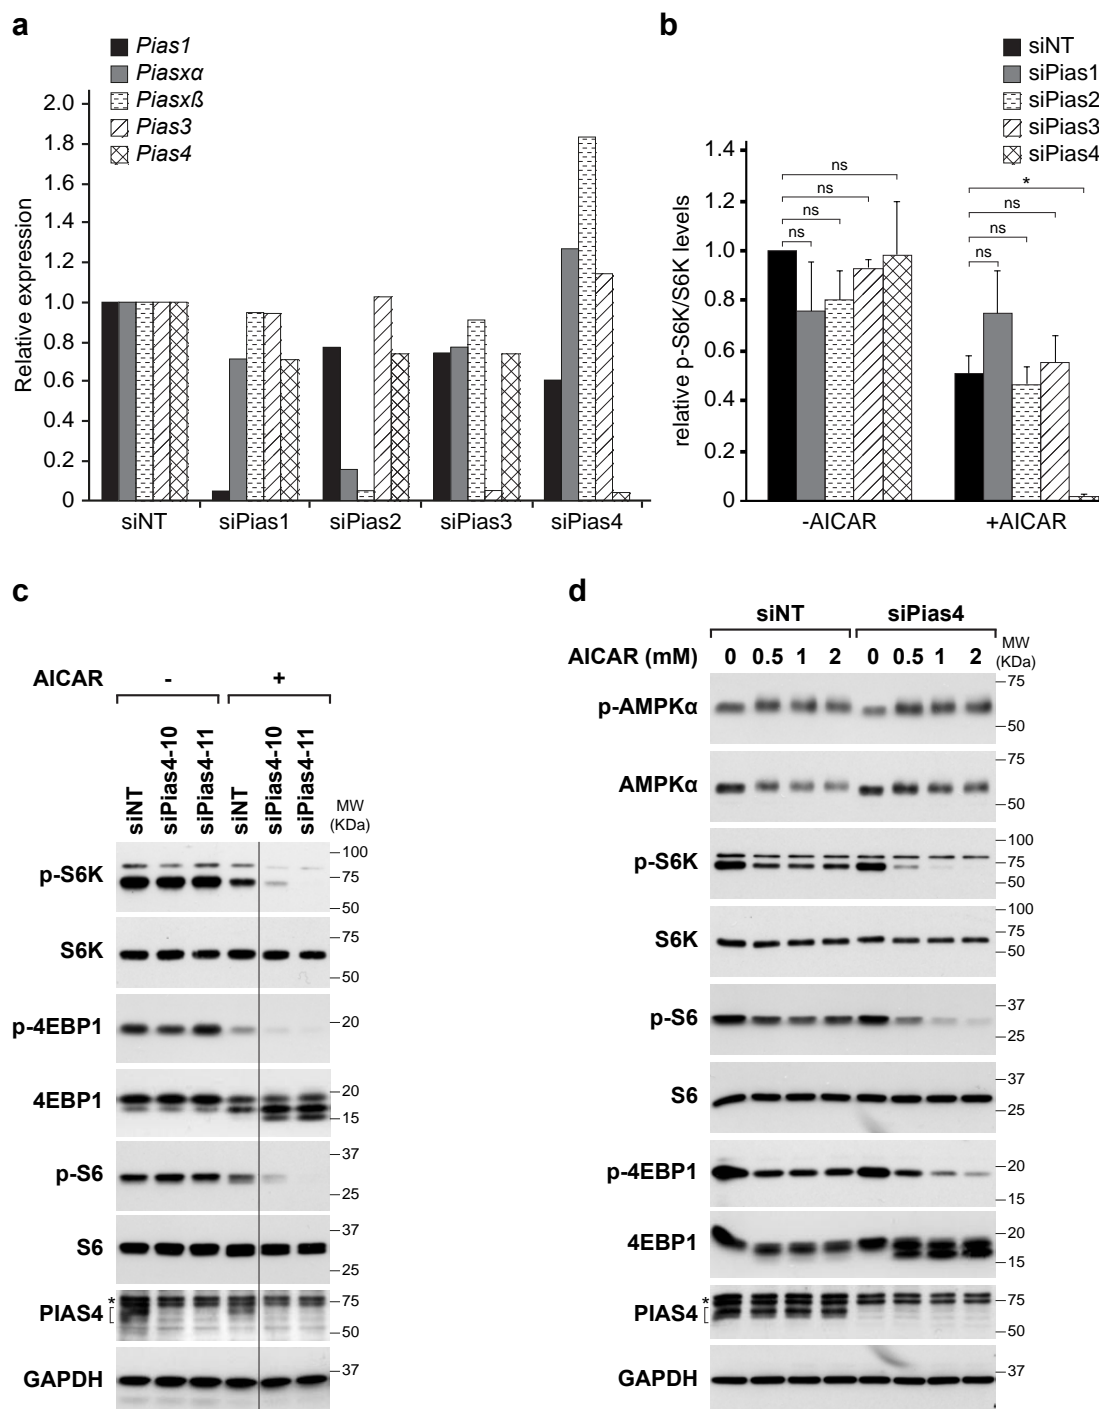 a
Pias1
Piasxα
Piasxß
Pias3
Pias4
2.0
1.8
1.6
1.4
1.2
1.0
0.8
0.6
0.4
0.2
0
Relative expression
siNT
siPias1
siPias2
siPias3
siPias4
b
siNT
siPias1
siPias2
siPias3
siPias4
1.4
1.0
0.8
0.6
0.4
0.2
0
relative p-S6K/S6K levels
ns
ns
ns
ns
*
ns
ns
ns
-AICAR
+AICAR
c
AICAR
-
+
siNT
siPias4-10
siPias4-11
siNT
siPias4-10
siPias4-11
MW
(KDa)
p-S6K
100
75
50
S6K
75
50
p-4EBP1
20
4EBP1
20
15
p-S6
37
25
S6
37
25
*
PIAS4
75
50
GAPDH
37
d
siNT
siPias4
AICAR (mM)
0 0.5 1 2 0 0.5 1 2
MW
(KDa)
p-AMPKα
75
50
AMPKα
75
50
p-S6K
100
75
50
S6K
100
75
50
p-S6
37
25
S6
37
25
p-4EBP1
20
15
4EBP1
20
15
*
PIAS4
75
50
GAPDH
37